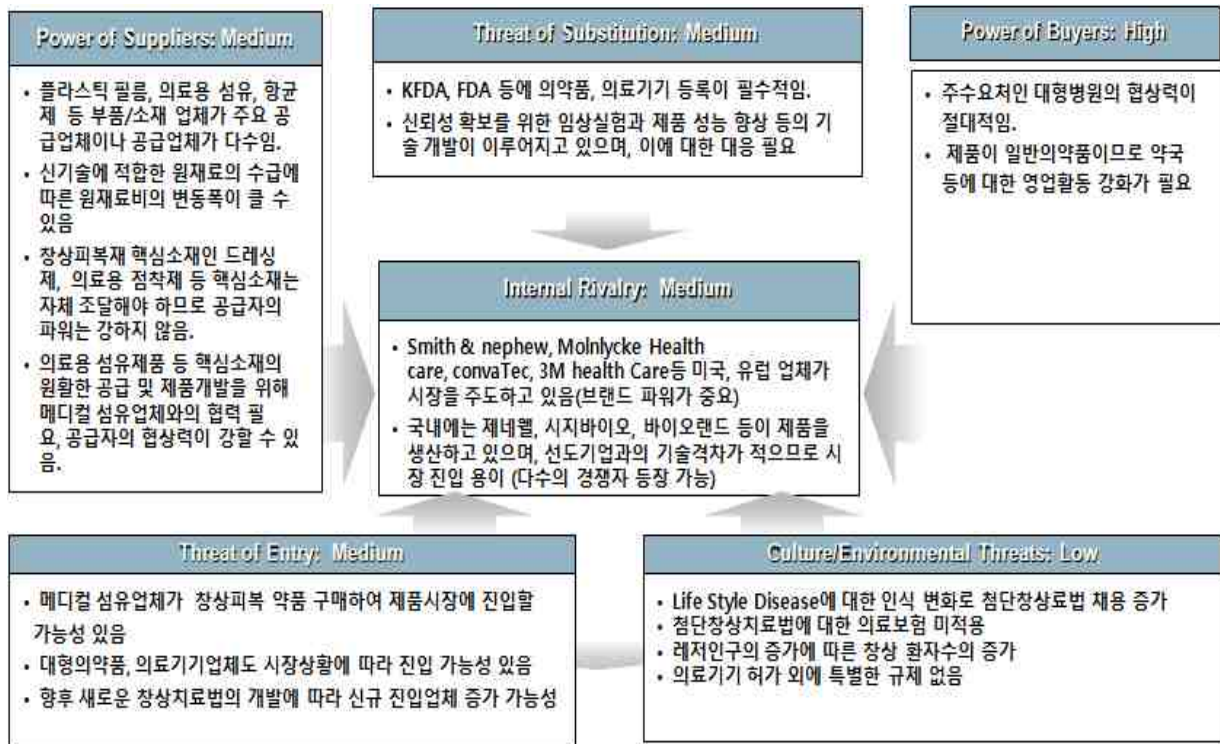 Power of Suppliers: Medium
• 플라스틱 필름, 의료용 섬유, 항균
제 등 부품/소재 업체가 주요 공
급업체이나 공급업체가 다수임.
• 신기술에 적합한 원재료의 수급에
따른 원재료비의 변동폭이 클 수
있음
• 창상피복재 핵심소재인 드레싱
제, 의료용 점착제 등 핵심소재는
자체 조달해야 하므로 공급자의
파워는 강하지 않음.
• 의료용 섬유제품 등 핵심소재의
원활한 공급 및 제품개발을 위해
메디컬 섬유업체와의 협력 필
요, 공급자의 협상력이 강할 수 있
음.
Threat of Substitution: Medium
• KFDA, FDA 등에 의약품, 의료기기 등록이 필수적임.
• 신뢰성 확보를 위한 임상실험과 제품 성능 향상 등의 기
술 개발이 이루어지고 있으며, 이에 대한 대응 필요
Power of Buyers: High
• 주수요처인 대형병원의 협상력이
절대적임.
• 제품이 일반의약품이므로 약국
등에 대한 영업활동 강화가 필요
Internal Rivalry: Medium
• Smith & nephew, Molnlycke Health
care, convaTec, 3M health Care등 미국, 유럽 업체가
시장을 주도하고 있음(브랜드 파워가 중요)
• 국내에는 제네웰, 시지바이오, 바이오랜드 등이 제품을
생산하고 있으며, 선도기업과의 기술격차가 적으므로 시
장 진입 용이 (다수의 경쟁자 등장 가능)
Threat of Entry: Medium
• 메디컬 섬유업체가 창상피복 약품 구매하여 제품시장에 진입할
가능성 있음
• 대형의약품, 의료기기업체도 시장상황에 따라 진입 가능성 있음
• 향후 새로운 창상치료법의 개발에 따라 신규 진입업체 증가 가능성
Culture/Environmental Threats: Low
• Life Style Disease에 대한 인식 변화로 첨단창상료법 채용 증가
• 첨단창상치료법에 대한 의료보험 미적용
• 레저인구의 증가에 따른 창상 환자수의 증가
• 의료기기 허가 외에 특별한 규제 없음